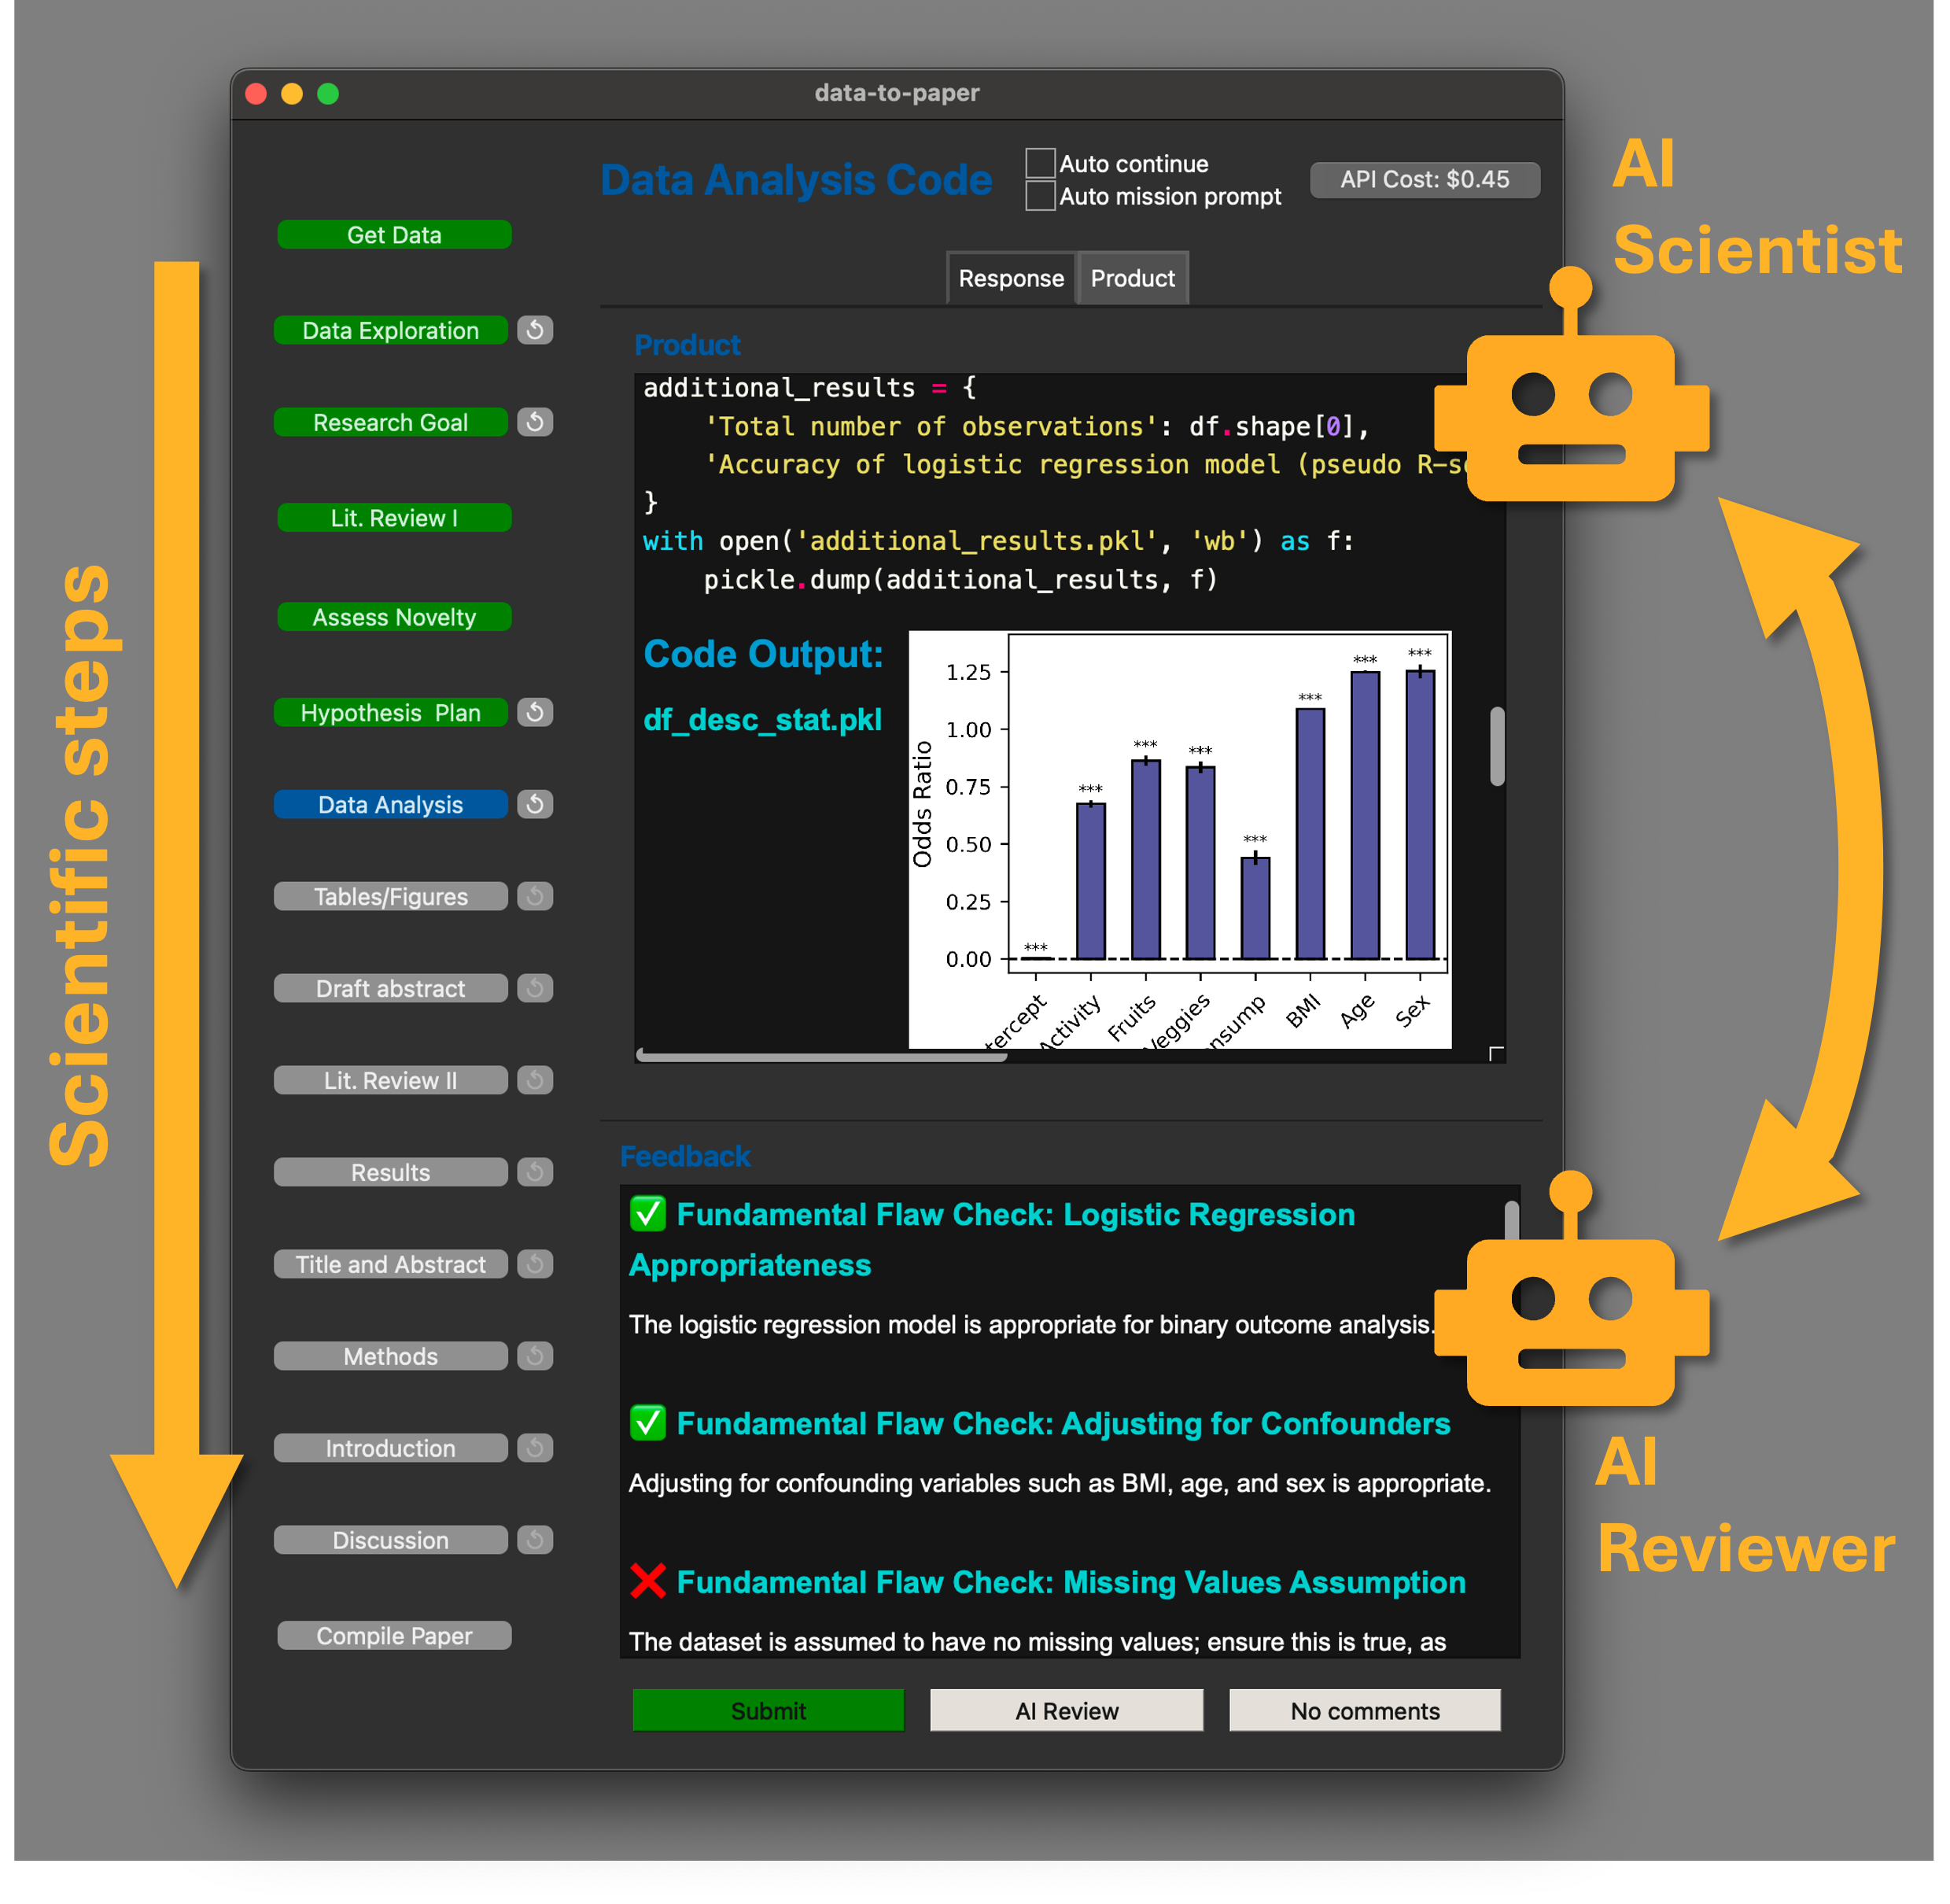 data-to-paper
Data Analysis Code
Auto continue
Auto mission prompt
API Cost: $0.45
AI
Scientist
Scientific steps
Get Data
Data Exploration
Research Goal
Lit. Review I
Assess Novelty
Hypothesis Plan
Data Analysis
Tables/Figures
Draft abstract
Lit. Review II
Results
Title and Abstract
Methods
Introduction
Discussion
Compile Paper
Response
Product
Product
additional_results = {
'Total number of observations': df.shape[0],
'Accuracy of logistic regression model (pseudo R-s
}
with open('additional_results.pkl', 'wb') as f:
pickle.dump(additional_results, f)
Code Output:
df_desc_stat.pkl
Odds Ratio
1.25
1.00
0.75
0.50
0.25
0.00
***
***
***
***
***
***
***
***
tercept
Activity
Fruits
Veggies
nsump
BMI
Age
Sex
Feedback
✅ Fundamental Flaw Check: Logistic Regression
Appropriateness
The logistic regression model is appropriate for binary outcome analysis.
✅ Fundamental Flaw Check: Adjusting for Confounders
Adjusting for confounding variables such as BMI, age, and sex is appropriate.
❌ Fundamental Flaw Check: Missing Values Assumption
The dataset is assumed to have no missing values; ensure this is true, as
Submit
AI Review
No comments
AI
Reviewer